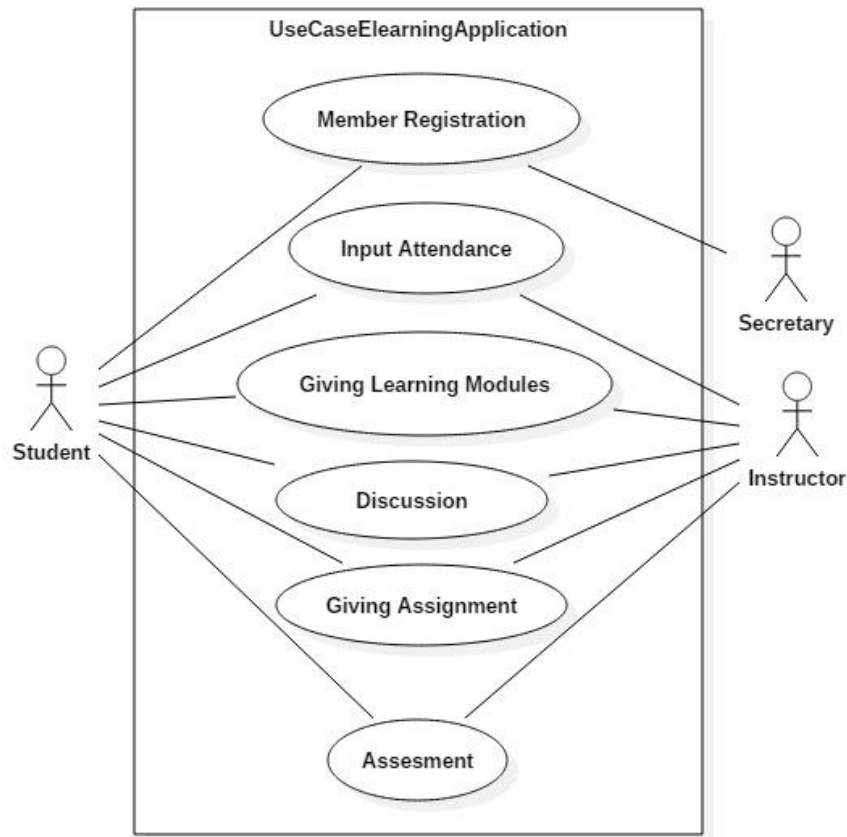 UseCaseElearningApplication
Member Registration
Input Attendance
Secretary
Giving Learning Modules
Student
Instructor
Discussion
Giving Assignment
Assesment